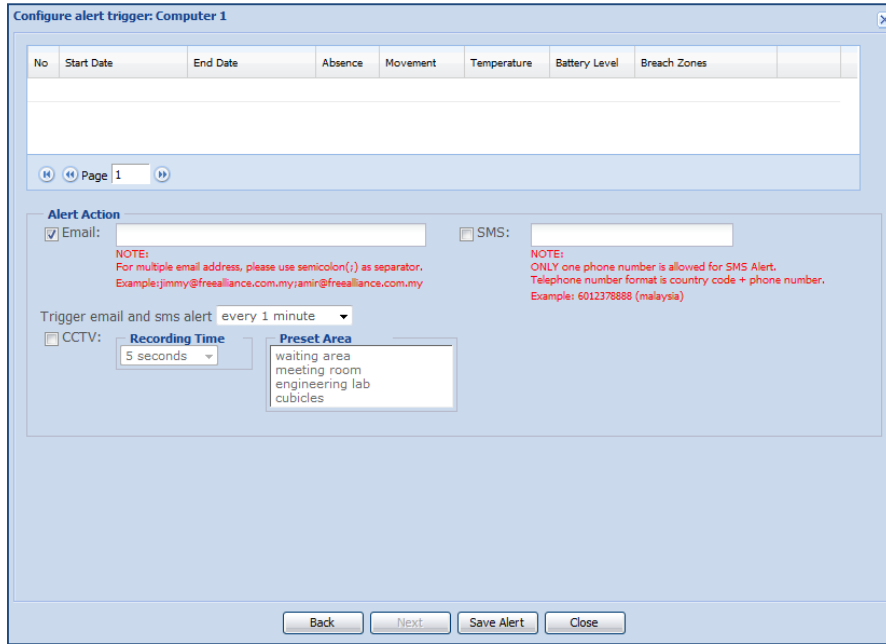 Configure alert trigger: Computer 1
No Start Date End Date Absence Movement Temperature Battery Level Breach Zones
Page 1
Alert Action
Email: SMS:
NOTE:
For multiple email address, please use semicolon(;) as separator.
Example:jimmy@freealliance.com.my;amir@freealliance.com.my
NOTE:
ONLY one phone number is allowed for SMS Alert.
Telephone number format is country code + phone number.
Example: 6012378888 (malaysia)
Trigger email and sms alert every 1 minute
CCTV: Recording Time Preset Area
5 seconds
waiting area
meeting room
engineering lab
cubicles
Back Next Save Alert Close